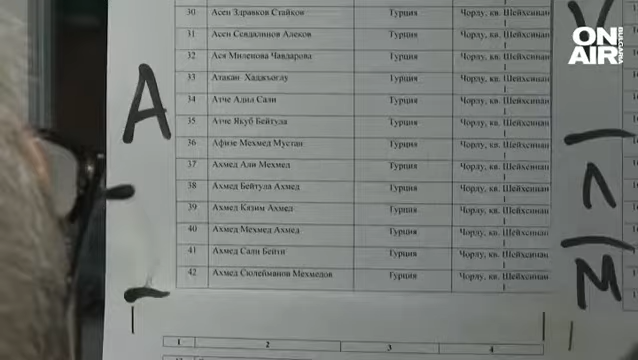 ON
AIR
BULGARIA
А
30 Асен Здравков Стайков Турция Чорлу, кв. Шейхсинан
31 Асен Севдалинов Алеков Турция Чорлу, кв. Шейхсинан
32 Ася Миленова Чавдарова Турция Чорлу, кв. Шейхсинан
33 Атакан Хаджъоглу Турция Чорлу, кв. Шейхсинан
34 Атче Адил Сали Турция Чорлу, кв. Шейхсинан
35 Атче Якуб Бейтула Турция Чорлу, кв. Шейхсинан
36 Афизе Мехмед Мустан Турция Чорлу, кв. Шейхсинан
37 Ахмед Али Мехмед Турция Чорлу, кв. Шейхсинан
38 Ахмед Бейтула Ахмед Турция Чорлу, кв. Шейхсинан
39 Ахмед Кязим Ахмед Турция Чорлу, кв. Шейхсинан
40 Ахмед Мехмед Ахмед Турция Чорлу, кв. Шейхсинан
41 Ахмед Сали Бейти Турция Чорлу, кв. Шейхсинан
42 Ахмед Сюлейманов Мехмедов Турция Чорлу, кв. Шейхсинан
1 2 3 4
Л
М